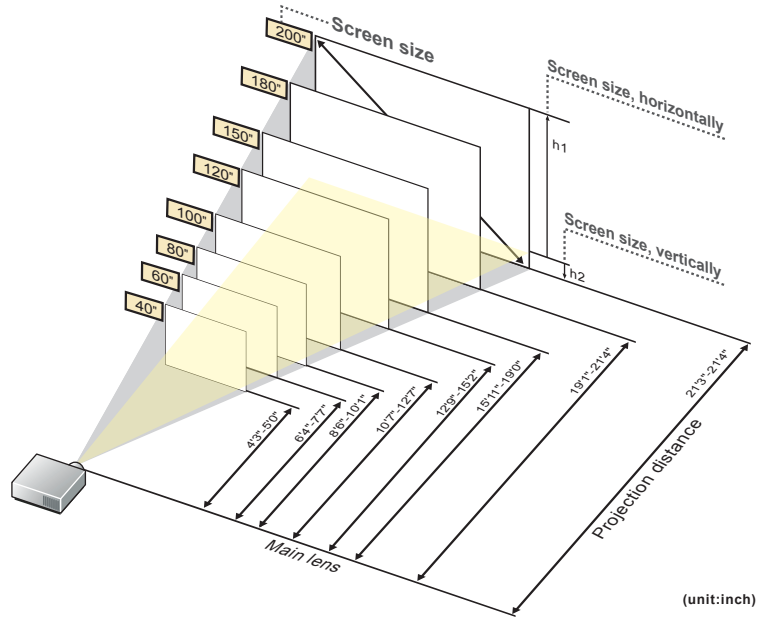 200"
Screen size
180"
Screen size, horizontally
150"
h1
120"
100"
Screen size, vertically
80"
h2
60"
40"
4'3"-5'0"
6'4"-7'7"
8'6"-10'1"
10'7"-12'7"
12'9"-15'2"
15'11"-19'0"
19'1"-21'4"
21'3"-21'4"
Projection distance
Main lens
(unit:inch)